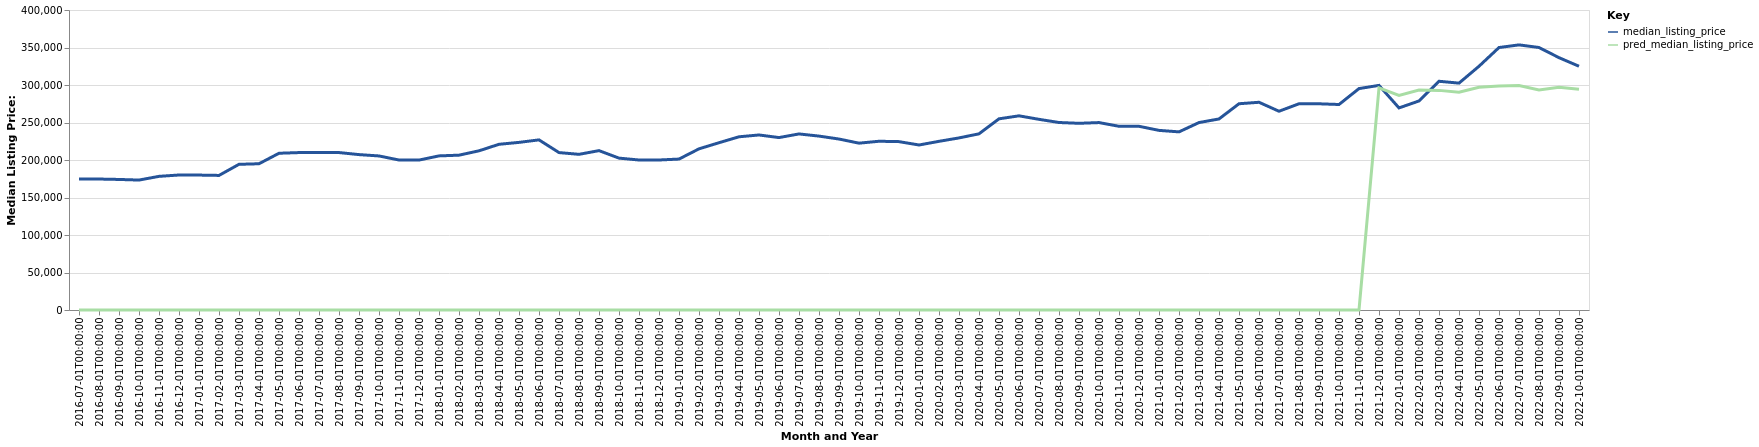 400,000
350,000
300,000
250,000
200,000
150,000
100,000
50,000
0
Median Listing Price:
2016-07-01T00:00:00
2016-08-01T00:00:00
2016-09-01T00:00:00
2016-10-01T00:00:00
2016-11-01T00:00:00
2016-12-01T00:00:00
2017-01-01T00:00:00
2017-02-01T00:00:00
2017-03-01T00:00:00
2017-04-01T00:00:00
2017-05-01T00:00:00
2017-06-01T00:00:00
2017-07-01T00:00:00
2017-08-01T00:00:00
2017-09-01T00:00:00
2017-10-01T00:00:00
2017-11-01T00:00:00
2017-12-01T00:00:00
2018-01-01T00:00:00
2018-02-01T00:00:00
2018-03-01T00:00:00
2018-04-01T00:00:00
2018-05-01T00:00:00
2018-06-01T00:00:00
2018-07-01T00:00:00
2018-08-01T00:00:00
2018-09-01T00:00:00
2018-10-01T00:00:00
2018-11-01T00:00:00
2018-12-01T00:00:00
2019-01-01T00:00:00
2019-02-01T00:00:00
2019-03-01T00:00:00
2019-04-01T00:00:00
2019-05-01T00:00:00
2019-06-01T00:00:00
2019-07-01T00:00:00
2019-08-01T00:00:00
2019-09-01T00:00:00
2019-10-01T00:00:00
2019-11-01T00:00:00
2019-12-01T00:00:00
2020-01-01T00:00:00
2020-02-01T00:00:00
2020-03-01T00:00:00
2020-04-01T00:00:00
2020-05-01T00:00:00
2020-06-01T00:00:00
2020-07-01T00:00:00
2020-08-01T00:00:00
2020-09-01T00:00:00
2020-10-01T00:00:00
2020-11-01T00:00:00
2020-12-01T00:00:00
2021-01-01T00:00:00
2021-02-01T00:00:00
2021-03-01T00:00:00
2021-04-01T00:00:00
2021-05-01T00:00:00
2021-06-01T00:00:00
2021-07-01T00:00:00
2021-08-01T00:00:00
2021-09-01T00:00:00
2021-10-01T00:00:00
2021-11-01T00:00:00
2021-12-01T00:00:00
2022-01-01T00:00:00
2022-02-01T00:00:00
2022-03-01T00:00:00
2022-04-01T00:00:00
2022-05-01T00:00:00
2022-06-01T00:00:00
2022-07-01T00:00:00
2022-08-01T00:00:00
2022-09-01T00:00:00
2022-10-01T00:00:00
Month and Year
Key
median_listing_price
pred_median_listing_price